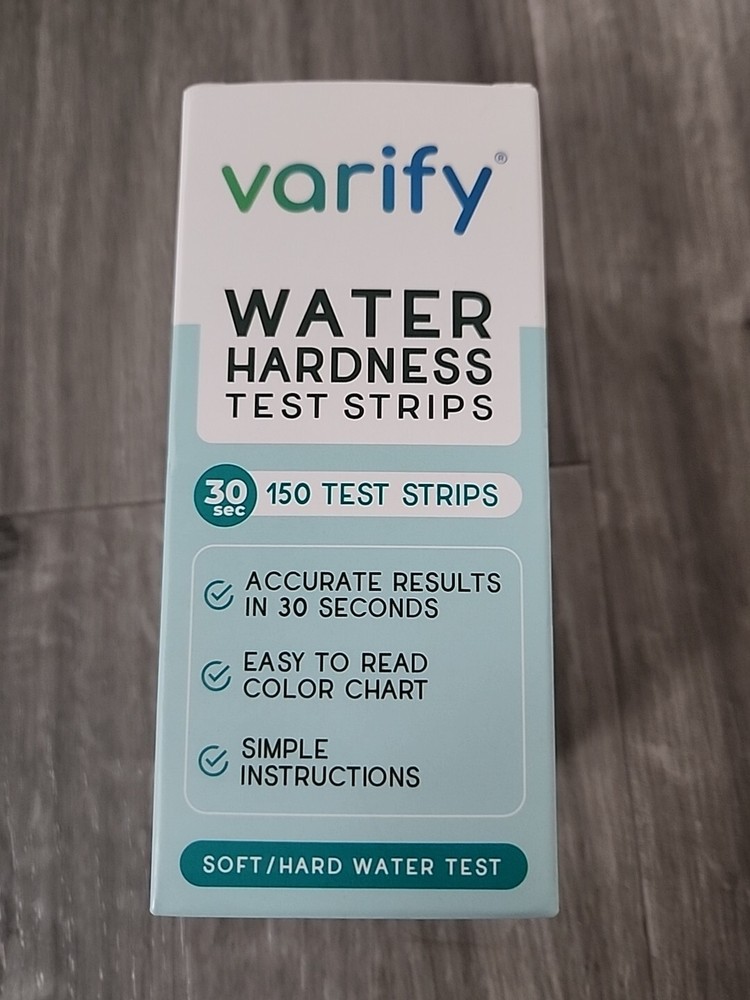 varify®
WATER
HARDNESS
TEST STRIPS
30
sec
150 TEST STRIPS
ACCURATE RESULTS
IN 30 SECONDS
EASY TO READ
COLOR CHART
SIMPLE
INSTRUCTIONS
SOFT/HARD WATER TEST